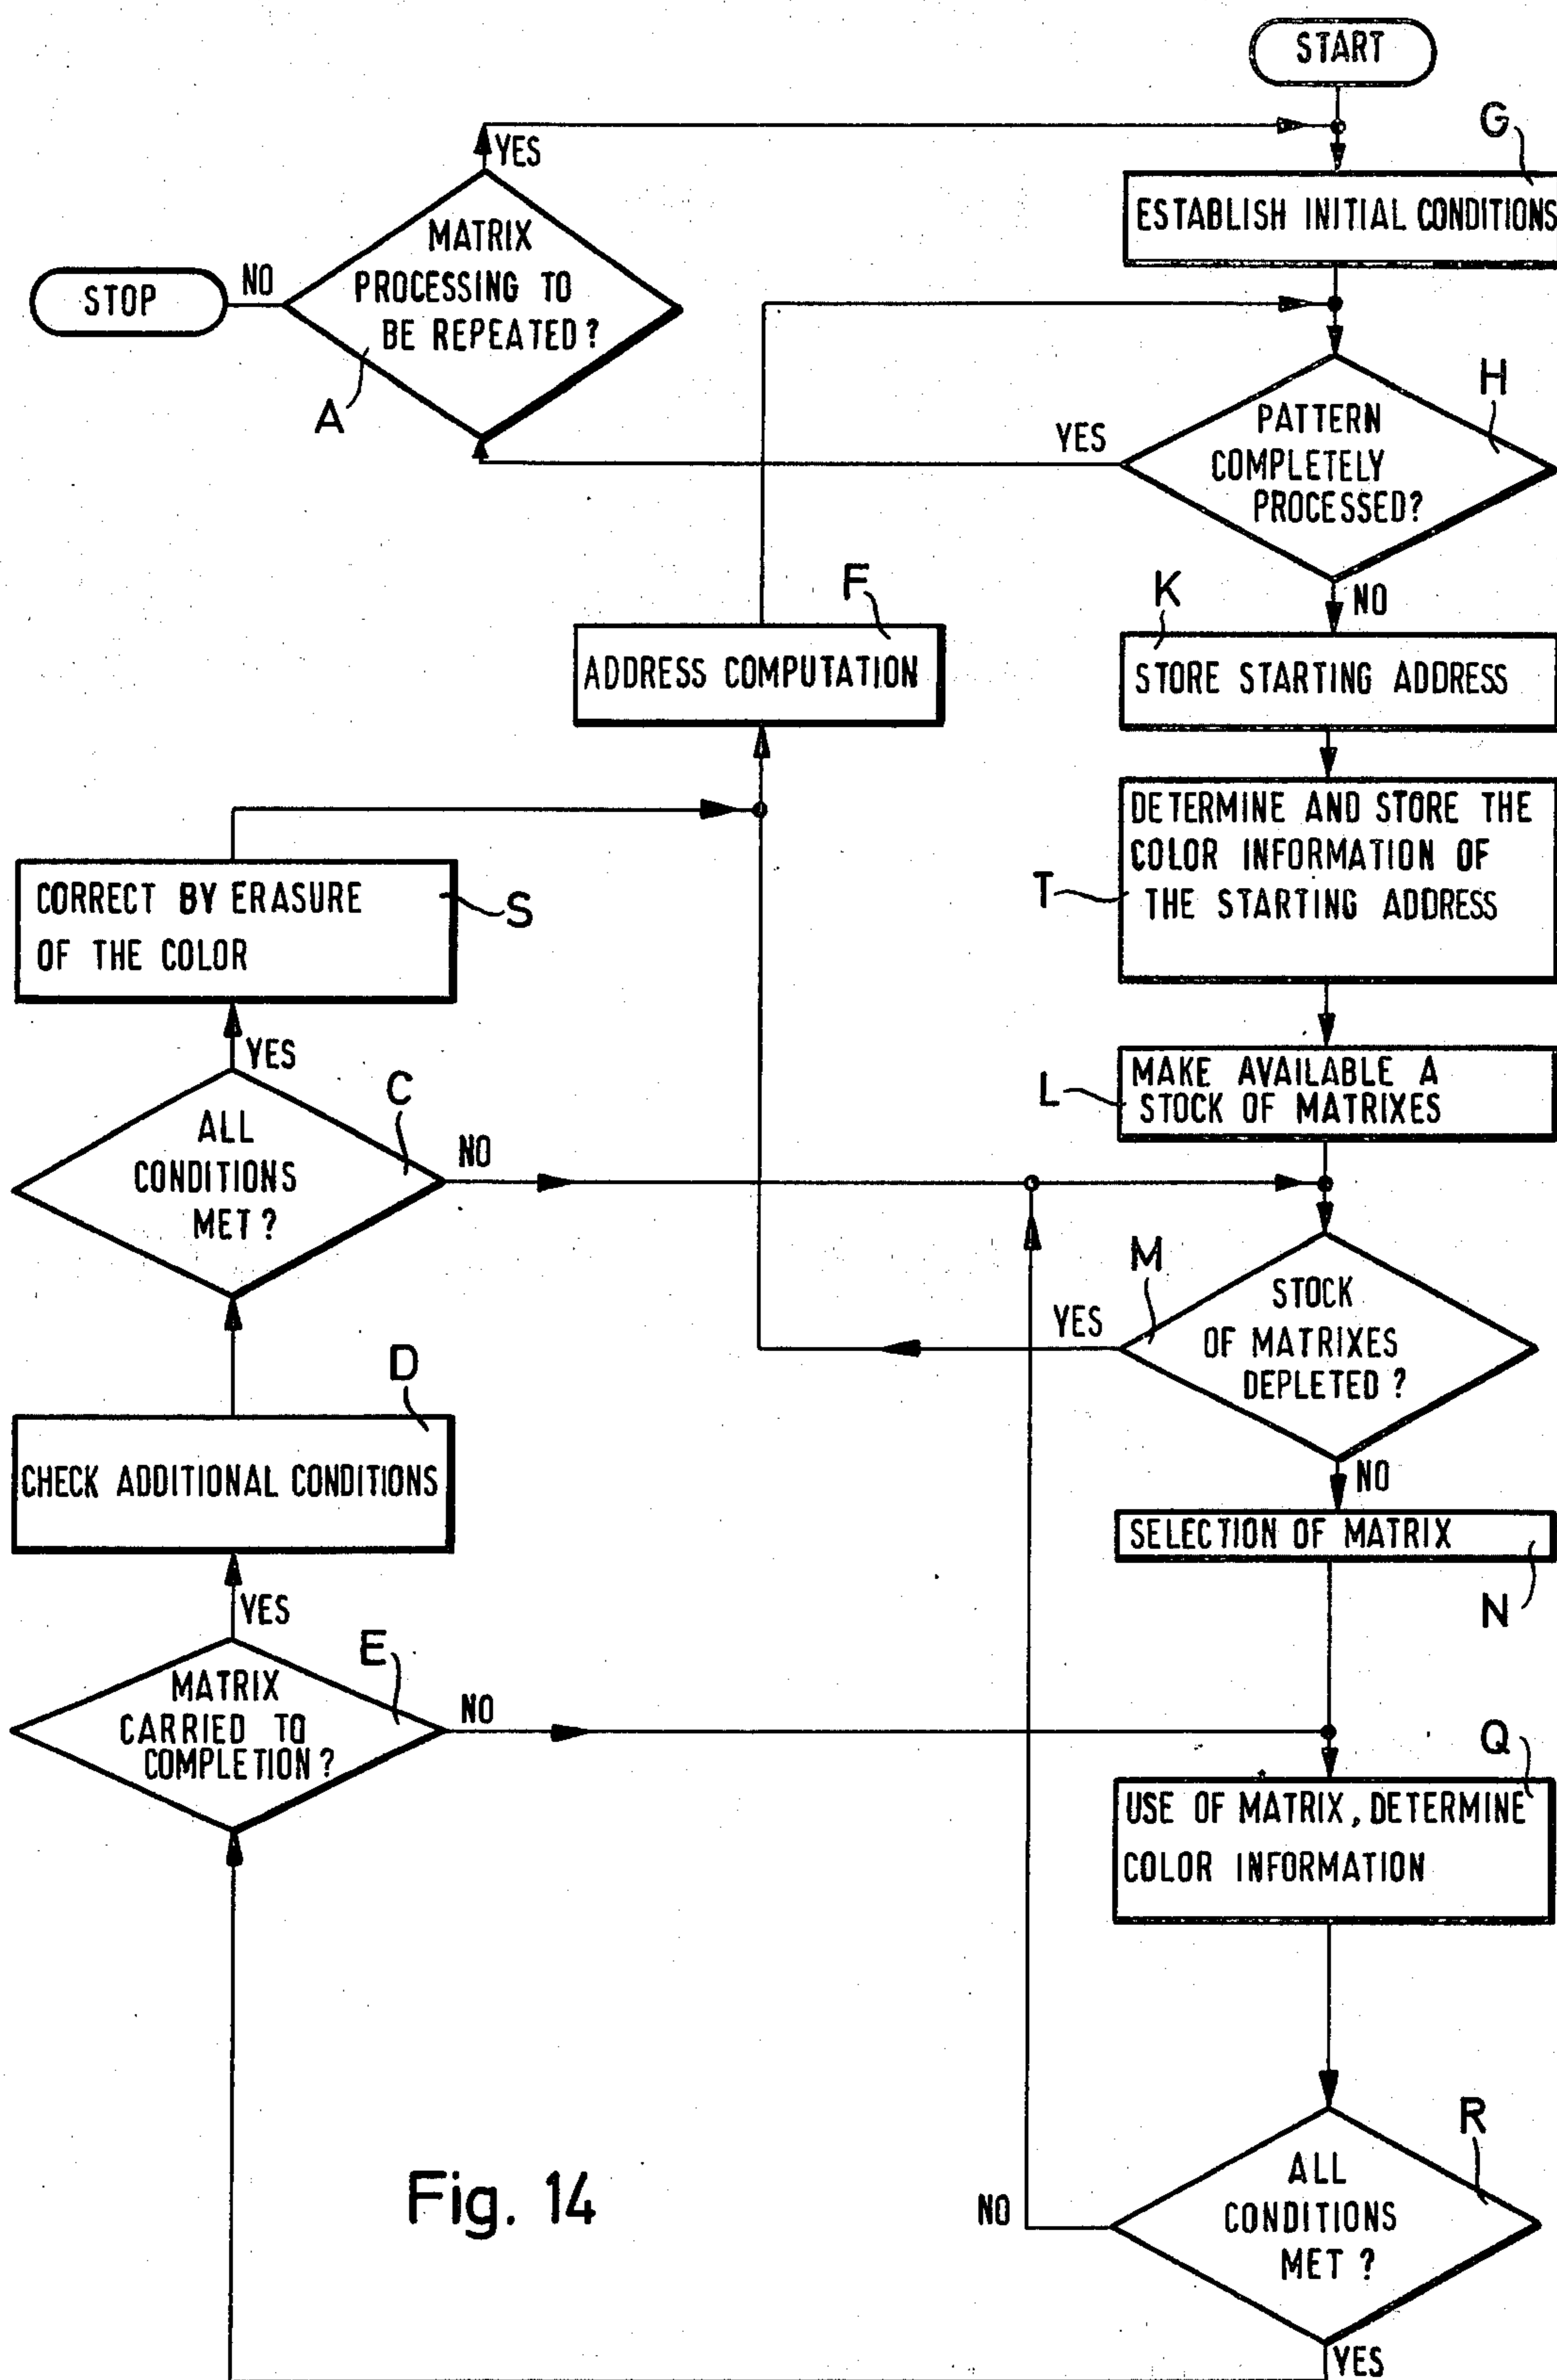 START
YES
G
ESTABLISH INITIAL CONDITIONS
MATRIX
PROCESSING TO
BE REPEATED?
NO
STOP
A
H
PATTERN
COMPLETELY
PROCESSED?
YES
NO
K
STORE STARTING ADDRESS
F
ADDRESS COMPUTATION
DETERMINE AND STORE THE
COLOR INFORMATION OF
THE STARTING ADDRESS
T
CORRECT BY ERASURE
OF THE COLOR
S
YES
MAKE AVAILABLE A
STOCK OF MATRIXES
L
C
ALL
CONDITIONS
MET?
NO
M
STOCK
OF MATRIXES
DEPLETED?
YES
NO
D
CHECK ADDITIONAL CONDITIONS
SELECTION OF MATRIX
N
YES
E
MATRIX
CARRIED TO
COMPLETION?
NO
Q
USE OF MATRIX, DETERMINE
COLOR INFORMATION
R
ALL
CONDITIONS
MET?
NO
YES
Fig. 14